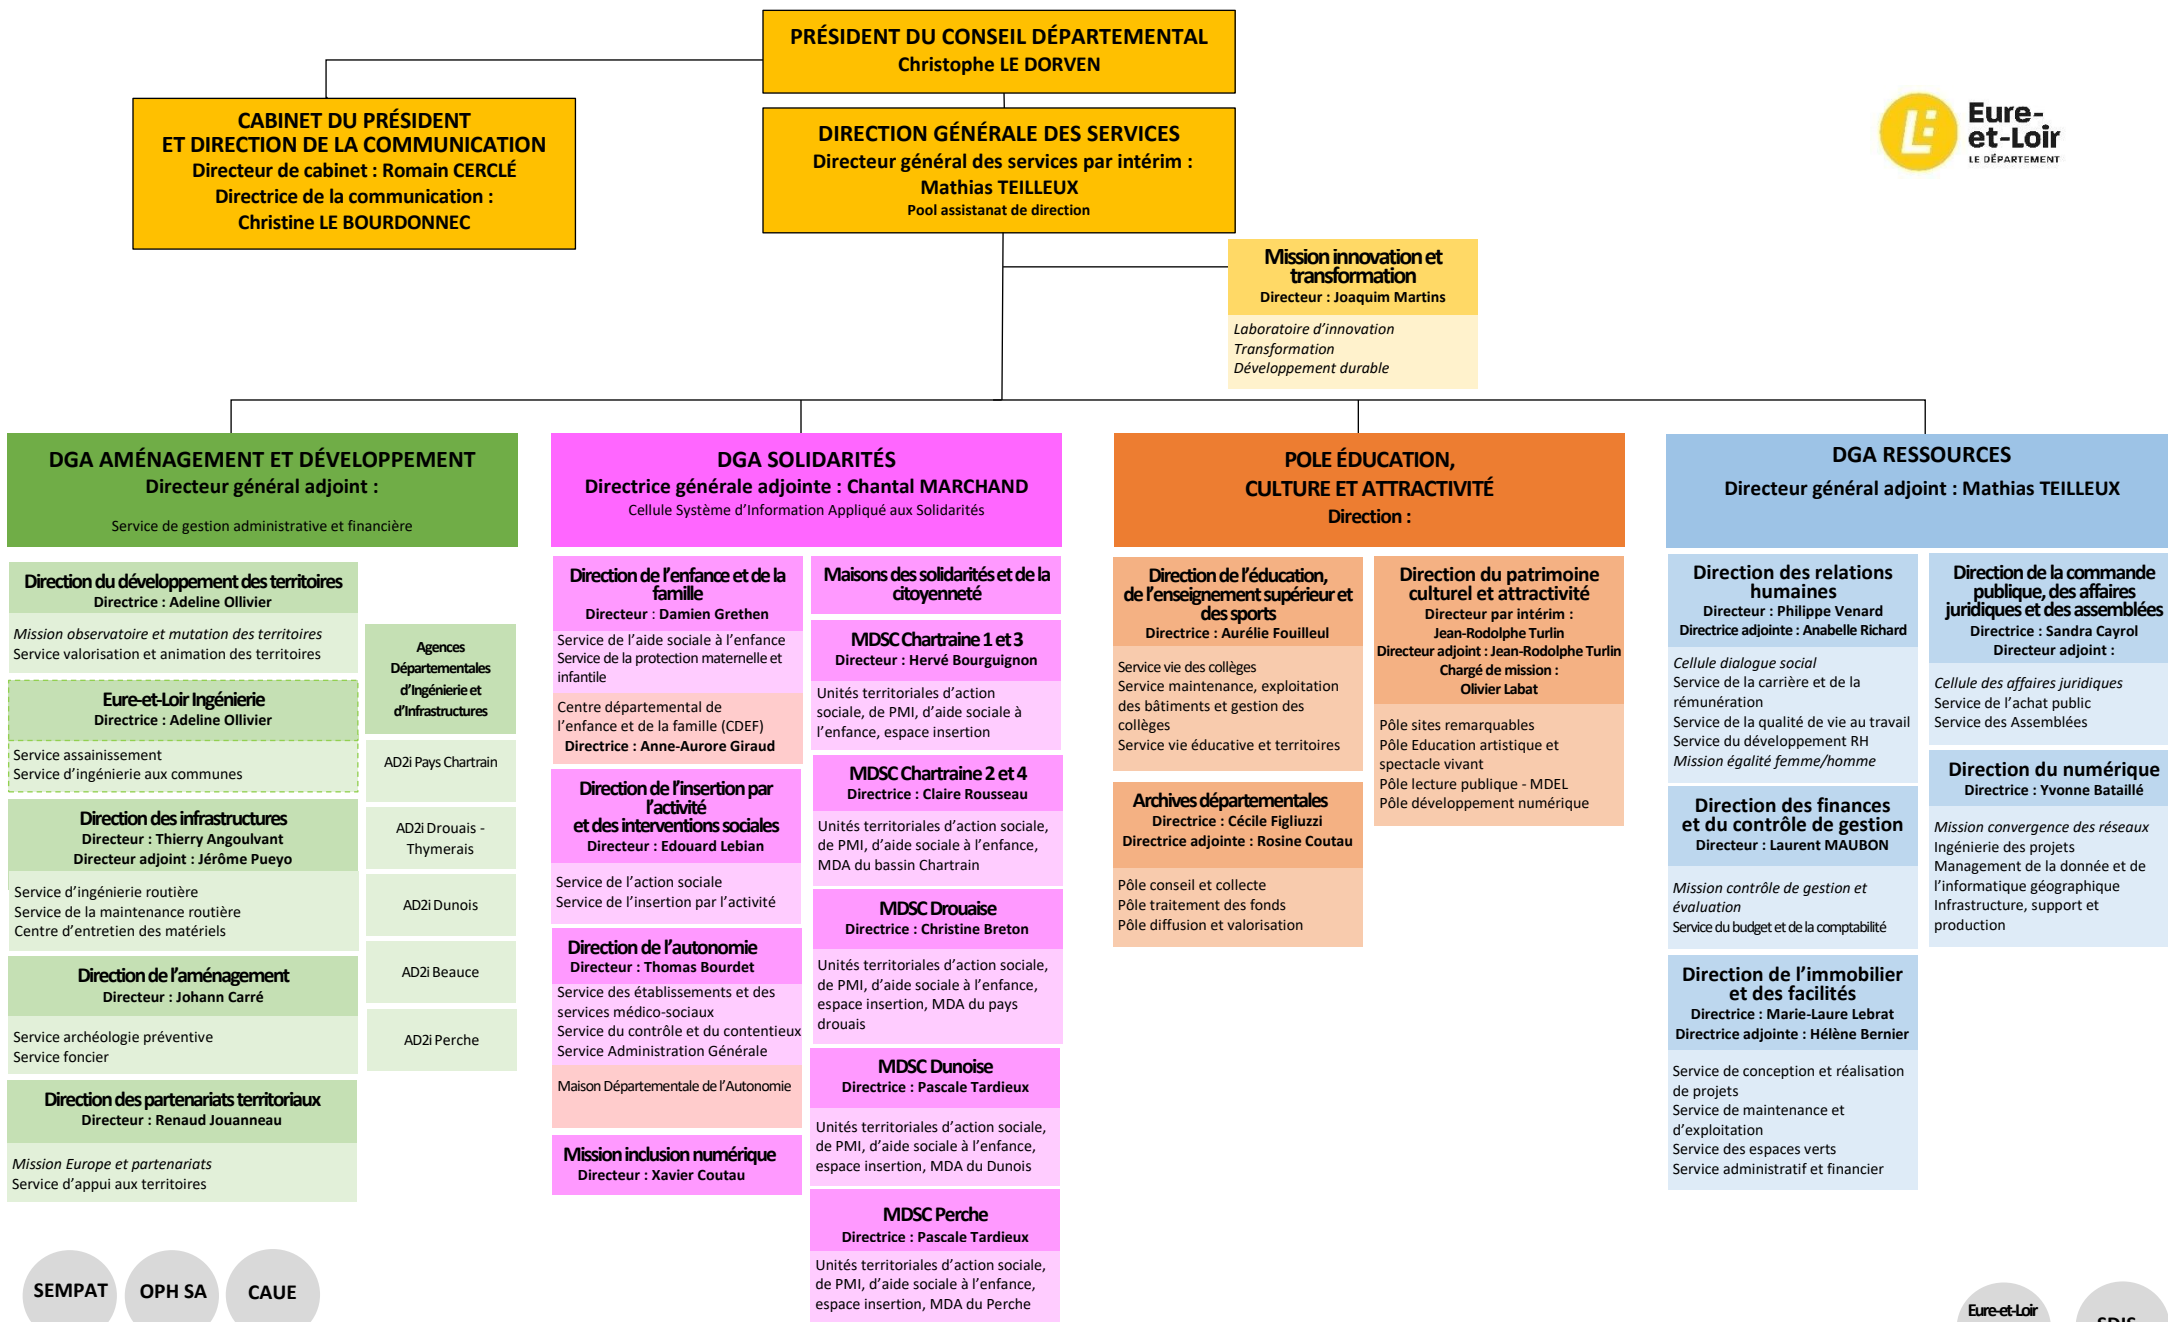 PRÉSIDENT DU CONSEIL DÉPARTEMENTAL
Christophe LE DORVEN
CABINET DU PRÉSIDENT
ET DIRECTION DE LA COMMUNICATION
Directeur de cabinet : Romain CERCLÉ
Directrice de la communication :
Christine LE BOURDONNEC
DIRECTION GÉNÉRALE DES SERVICES
Directeur général des services par intérim :
Mathias TEILLEUX
Pool assistanat de direction
Eure-
et-Loir
LE DÉPARTEMENT
Mission innovation et
transformation
Directeur : Joaquim Martins
Laboratoire d'innovation
Transformation
Développement durable
DGA AMÉNAGEMENT ET DÉVELOPPEMENT
Directeur général adjoint :
Service de gestion administrative et financière
Direction du développement des territoires
Directrice : Adeline Ollivier
Mission observatoire et mutation des territoires
Service valorisation et animation des territoires
Eure-et-Loir Ingénierie
Directrice : Adeline Ollivier
Service assainissement
Service d'ingénierie aux communes
Direction des infrastructures
Directeur : Thierry Angoulvant
Directeur adjoint : Jérôme Pueyo
Service d'ingénierie routière
Service de la maintenance routière
Centre d'entretien des matériels
Direction de l'aménagement
Directeur : Johann Carré
Service archéologie préventive
Service foncier
Direction des partenariats territoriaux
Directeur : Renaud Jouanneau
Mission Europe et partenariats
Service d'appui aux territoires
Agences
Départementales
d'Ingénierie et
d'Infrastructures
AD2i Pays Chartrain
AD2i Drouais -
Thymerais
AD2i Dunois
AD2i Beauce
AD2i Perche
DGA SOLIDARITÉS
Directrice générale adjointe : Chantal MARCHAND
Cellule Système d'Information Appliqué aux Solidarités
Direction de l'enfance et de la
famille
Directeur : Damien Grethen
Service de l'aide sociale à l'enfance
Service de la protection maternelle et
infantile
Centre départemental de
l'enfance et de la famille (CDEF)
Directrice : Anne-Aurore Giraud
Direction de l'insertion par
l'activité
et des interventions sociales
Directeur : Edouard Lebian
Service de l'action sociale
Service de l'insertion par l'activité
Direction de l'autonomie
Directeur : Thomas Bourdet
Service des établissements et des
services médico-sociaux
Service du contrôle et du contentieux
Service Administration Générale
Maison Départementale de l'Autonomie
Mission inclusion numérique
Directeur : Xavier Coutau
Maisons des solidarités et de la
citoyenneté
MDSC Chartraine 1 et 3
Directeur : Hervé Bourguignon
Unités territoriales d'action
sociale, de PMI, d'aide sociale à
l'enfance, espace insertion
MDSC Chartraine 2 et 4
Directrice : Claire Rousseau
Unités territoriales d'action sociale,
de PMI, d'aide sociale à l'enfance,
MDA du bassin Chartrain
MDSC Drouaise
Directrice : Christine Breton
Unités territoriales d'action sociale,
de PMI, d'aide sociale à l'enfance,
espace insertion, MDA du pays
drouais
MDSC Dunoise
Directrice : Pascale Tardieux
Unités territoriales d'action sociale,
de PMI, d'aide sociale à l'enfance,
espace insertion, MDA du Dunois
MDSC Perche
Directrice : Pascale Tardieux
Unités territoriales d'action sociale,
de PMI, d'aide sociale à l'enfance,
espace insertion, MDA du Perche
POLE ÉDUCATION,
CULTURE ET ATTRACTIVITÉ
Direction :
Direction de l'éducation,
de l'enseignement supérieur et
des sports
Directrice : Aurélie Fouilleul
Service vie des collèges
Service maintenance, exploitation
des bâtiments et gestion des
collèges
Service vie éducative et territoires
Archives départementales
Directrice : Cécile Figliuzzi
Directrice adjointe : Rosine Coutau
Pôle conseil et collecte
Pôle traitement des fonds
Pôle diffusion et valorisation
Direction du patrimoine
culturel et attractivité
Directeur par intérim :
Jean-Rodolphe Turlin
Directeur adjoint : Jean-Rodolphe Turlin
Chargé de mission :
Olivier Labat
Pôle sites remarquables
Pôle Education artistique et
spectacle vivant
Pôle lecture publique - MDEL
Pôle développement numérique
DGA RESSOURCES
Directeur général adjoint : Mathias TEILLEUX
Direction des relations
humaines
Directeur : Philippe Venard
Directrice adjointe : Anabelle Richard
Cellule dialogue social
Service de la carrière et de la
rémunération
Service de la qualité de vie au travail
Service du développement RH
Mission égalité femme/homme
Direction des finances
et du contrôle de gestion
Directeur : Laurent MAUBON
Mission contrôle de gestion et
évaluation
Service du budget et de la comptabilité
Direction de l'immobilier
et des facilités
Directrice : Marie-Laure Lebrat
Directrice adjointe : Hélène Bernier
Service de conception et réalisation
de projets
Service de maintenance et
d'exploitation
Service des espaces verts
Service administratif et financier
Direction de la commande
publique, des affaires
juridiques et des assemblées
Directrice : Sandra Cayrol
Directeur adjoint :
Cellule des affaires juridiques
Service de l'achat public
Service des Assemblées
Direction du numérique
Directrice : Yvonne Bataillé
Mission convergence des réseaux
Ingénierie des projets
Management de la donnée et de
l'informatique géographique
Infrastructure, support et
production
SEMPAT
OPH SA
CAUE
Eure-et-Loir
SDIS